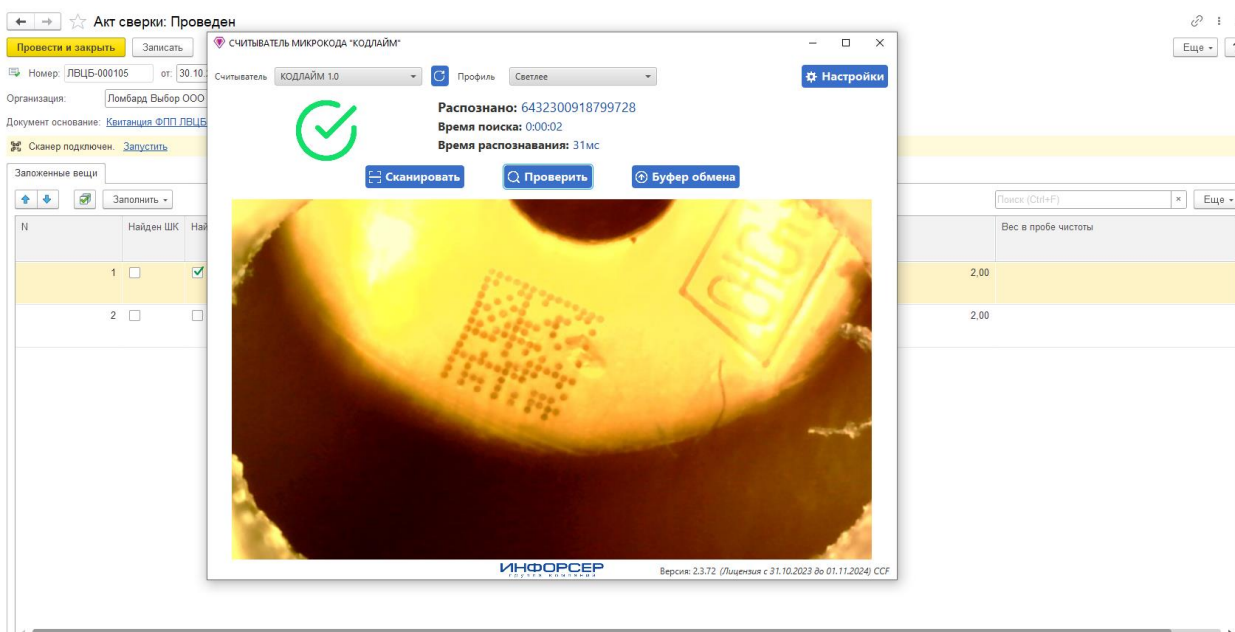 Акт сверки: Проведен
Провести и закрыть
Записать
Еще
Номер: ЛВЦБ-000105 от: 30.10.
Организация: Ломбард Выбор ООО
Документ основание: Квитанция ФПП ЛВЦБ
Сканер подключен. Запустить
Заложенные вещи
Заполнить
Поиск (Ctrl+F)
×
Еще
N
Найден ШК
Най
Вес в пробе чистоты
1
2,00
2
2,00
СЧИТЫВАТЕЛЬ МИКРОКОДА "КОДЛАЙМ"
Считыватель КОДЛАЙМ 1.0
Профиль Светлее
Настройки
Распознано: 6432300918799728
Время поиска: 0:00:02
Время распознавания: 31мс
Сканировать
Проверить
Буфер обмена
ИНФОРСЕР
группа компаний
Версия: 2.3.72 (Лицензия с 31.10.2023 до 01.11.2024) CCF